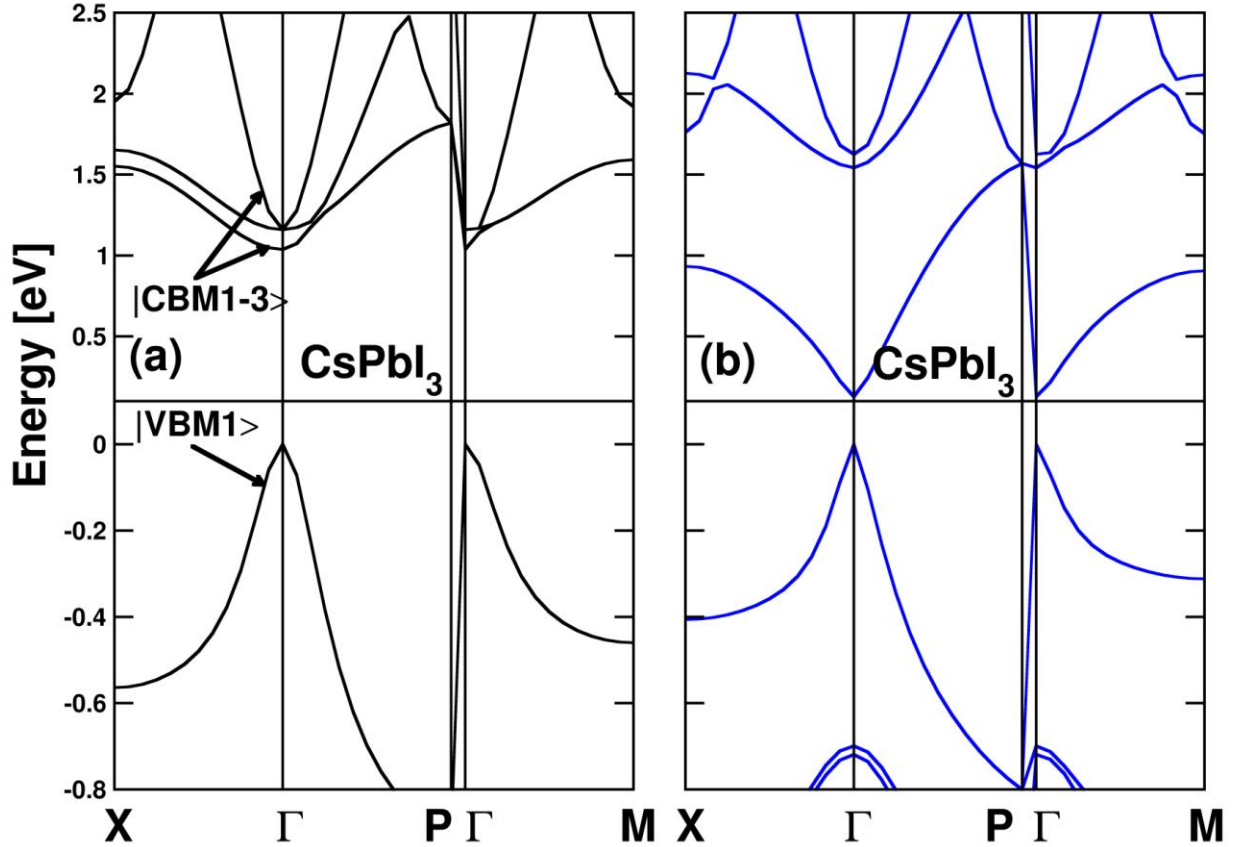 Energy [eV]
2.5
2
1.5
1
0.5
0
-0.2
-0.4
-0.6
-0.8
|CBM1-3>
(a)
CsPbI3
|VBM1>
X Γ P Γ M
(b)
CsPbI3
X Γ P Γ M